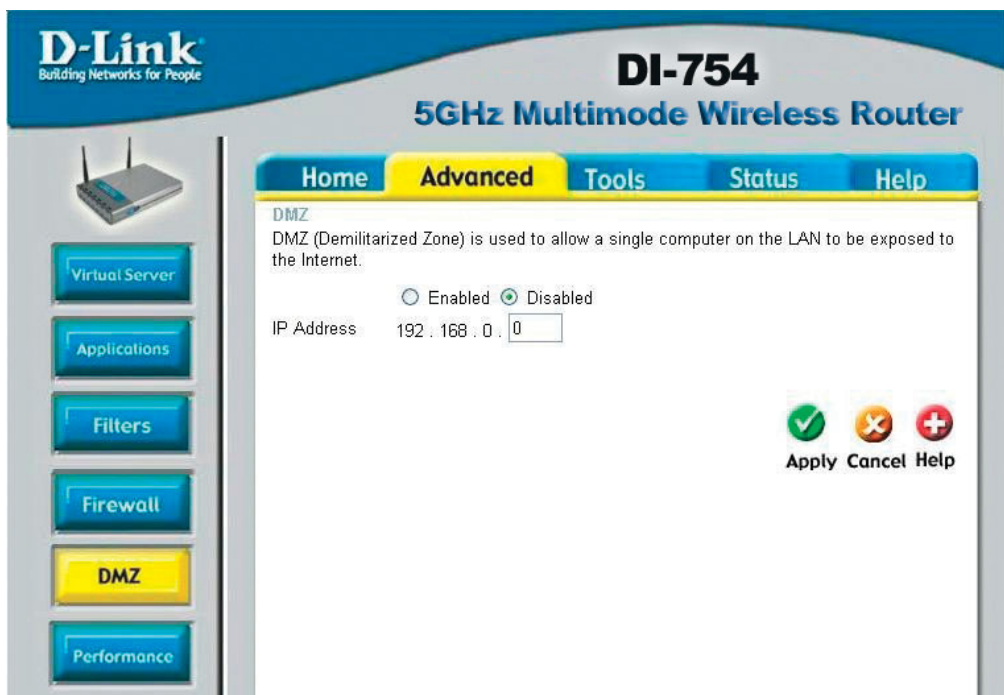 D-Link
Building Networks for People
DI-754
5GHz Multimode Wireless Router
Home Advanced Tools Status Help
DMZ
DMZ (Demilitarized Zone) is used to allow a single computer on the LAN to be exposed to
the Internet.
Enabled Disabled
IP Address 192 . 168 . 0 . 0
Apply Cancel Help
Virtual Server
Applications
Filters
Firewall
DMZ
Performance